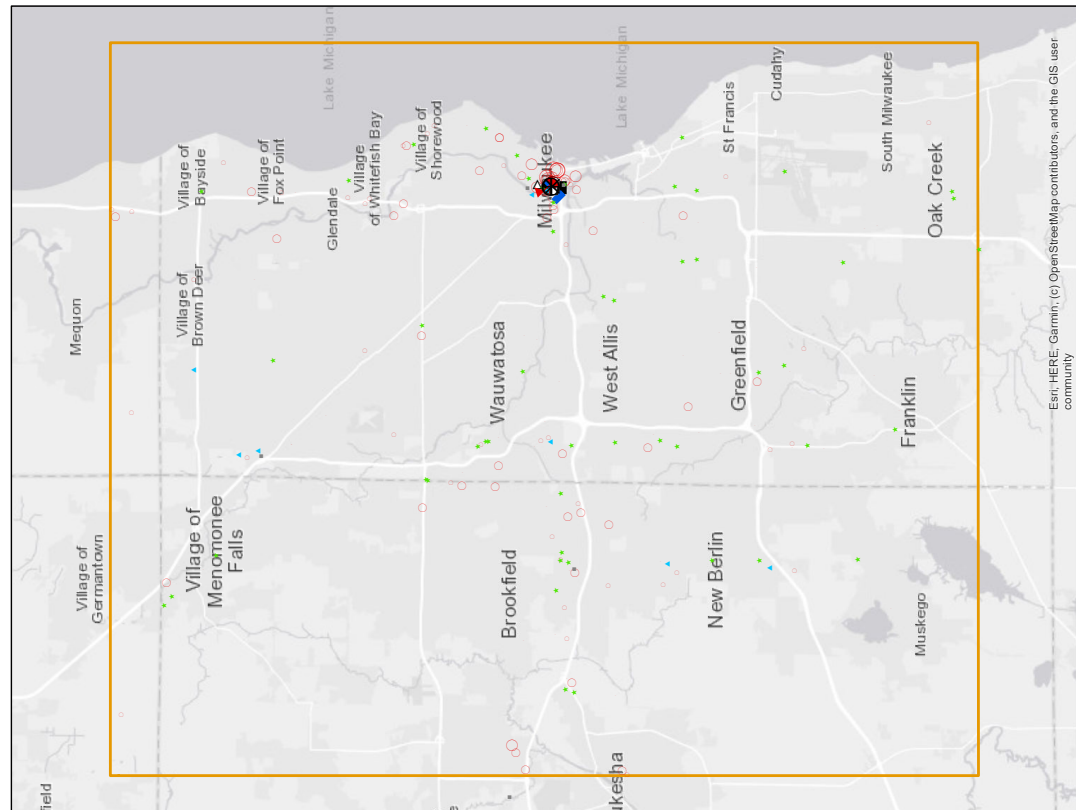 Lake Michigan
Lake Michigan
Cudahy
South Milwaukee
St Francis
Village of
Shorewood
Village
of Whitefish Bay
Village of
Fox Point
Village of
Bayside
Glendale
Milwaukee
Oak Creek
Mequon
Village of
Brown Deer
Wauwatosa
West Allis
Greenfield
Franklin
Village of
Germantown
Village of
Menomonee
Falls
Brookfield
New Berlin
Muskego
ukesha
field
Esri, HERE, Garmin, (c) OpenStreetMap contributors, and the GIS user
community